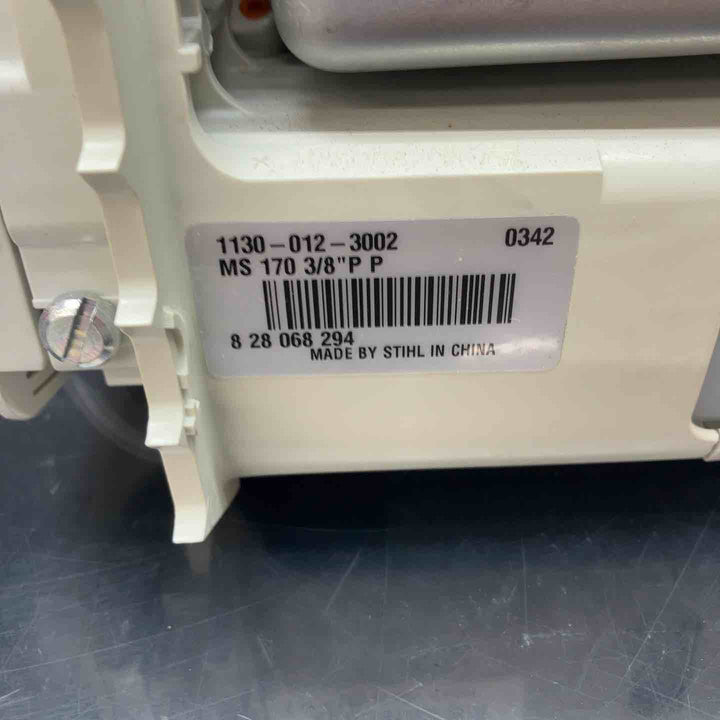 1130-012-3002 0342
MS 170 3/8"P P
8 28 068 294
MADE BY STIHL IN CHINA